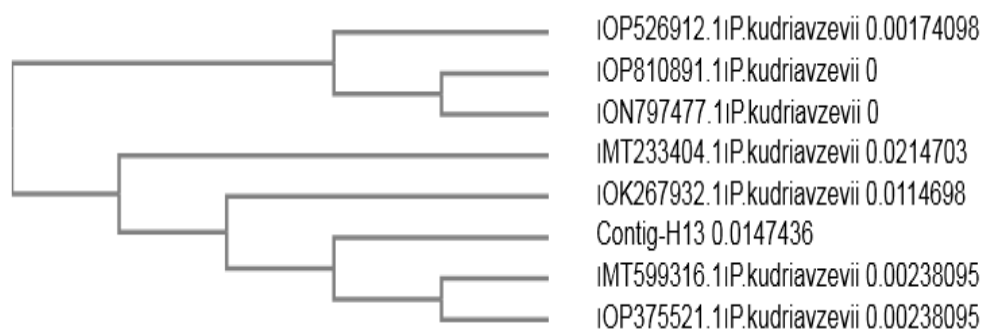 |OP526912.1|P.kudriavzevii 0.00174098
|OP810891.1|P.kudriavzevii 0
|ON797477.1|P.kudriavzevii 0
|MT233404.1|P.kudriavzevii 0.0214703
|OK267932.1|P.kudriavzevii 0.0114698
Contig-H13 0.0147436
|MT599316.1|P.kudriavzevii 0.00238095
|OP375521.1|P.kudriavzevii 0.00238095